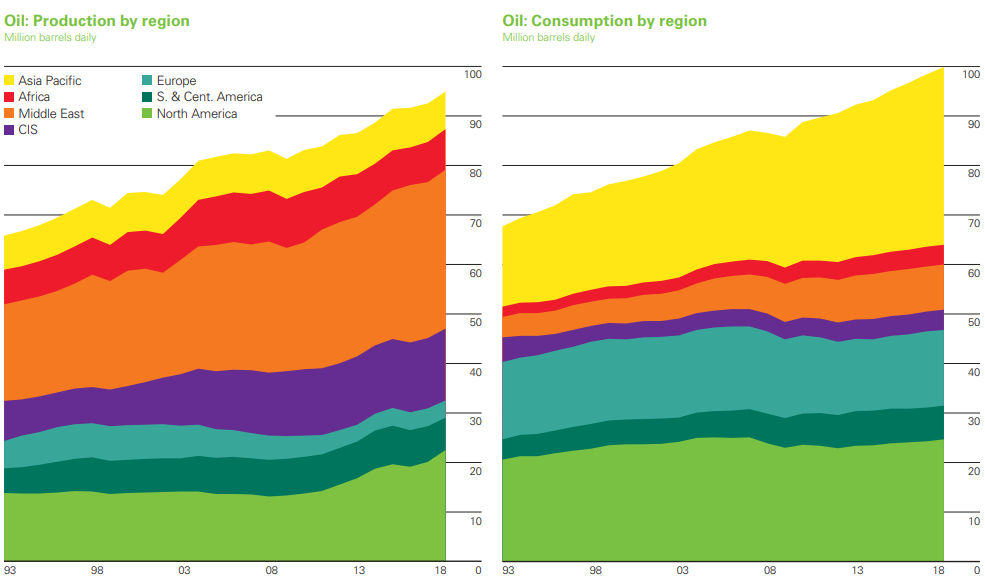 Oil: Production by region
Million barrels daily
Asia Pacific
Africa
Middle East
CIS
Europe
S. & Cent. America
North America
100
90
80
70
60
50
40
30
20
10
0
93 98 03 08 13 18
Oil: Consumption by region
Million barrels daily
100
90
80
70
60
50
40
30
20
10
0
93 98 03 08 13 18